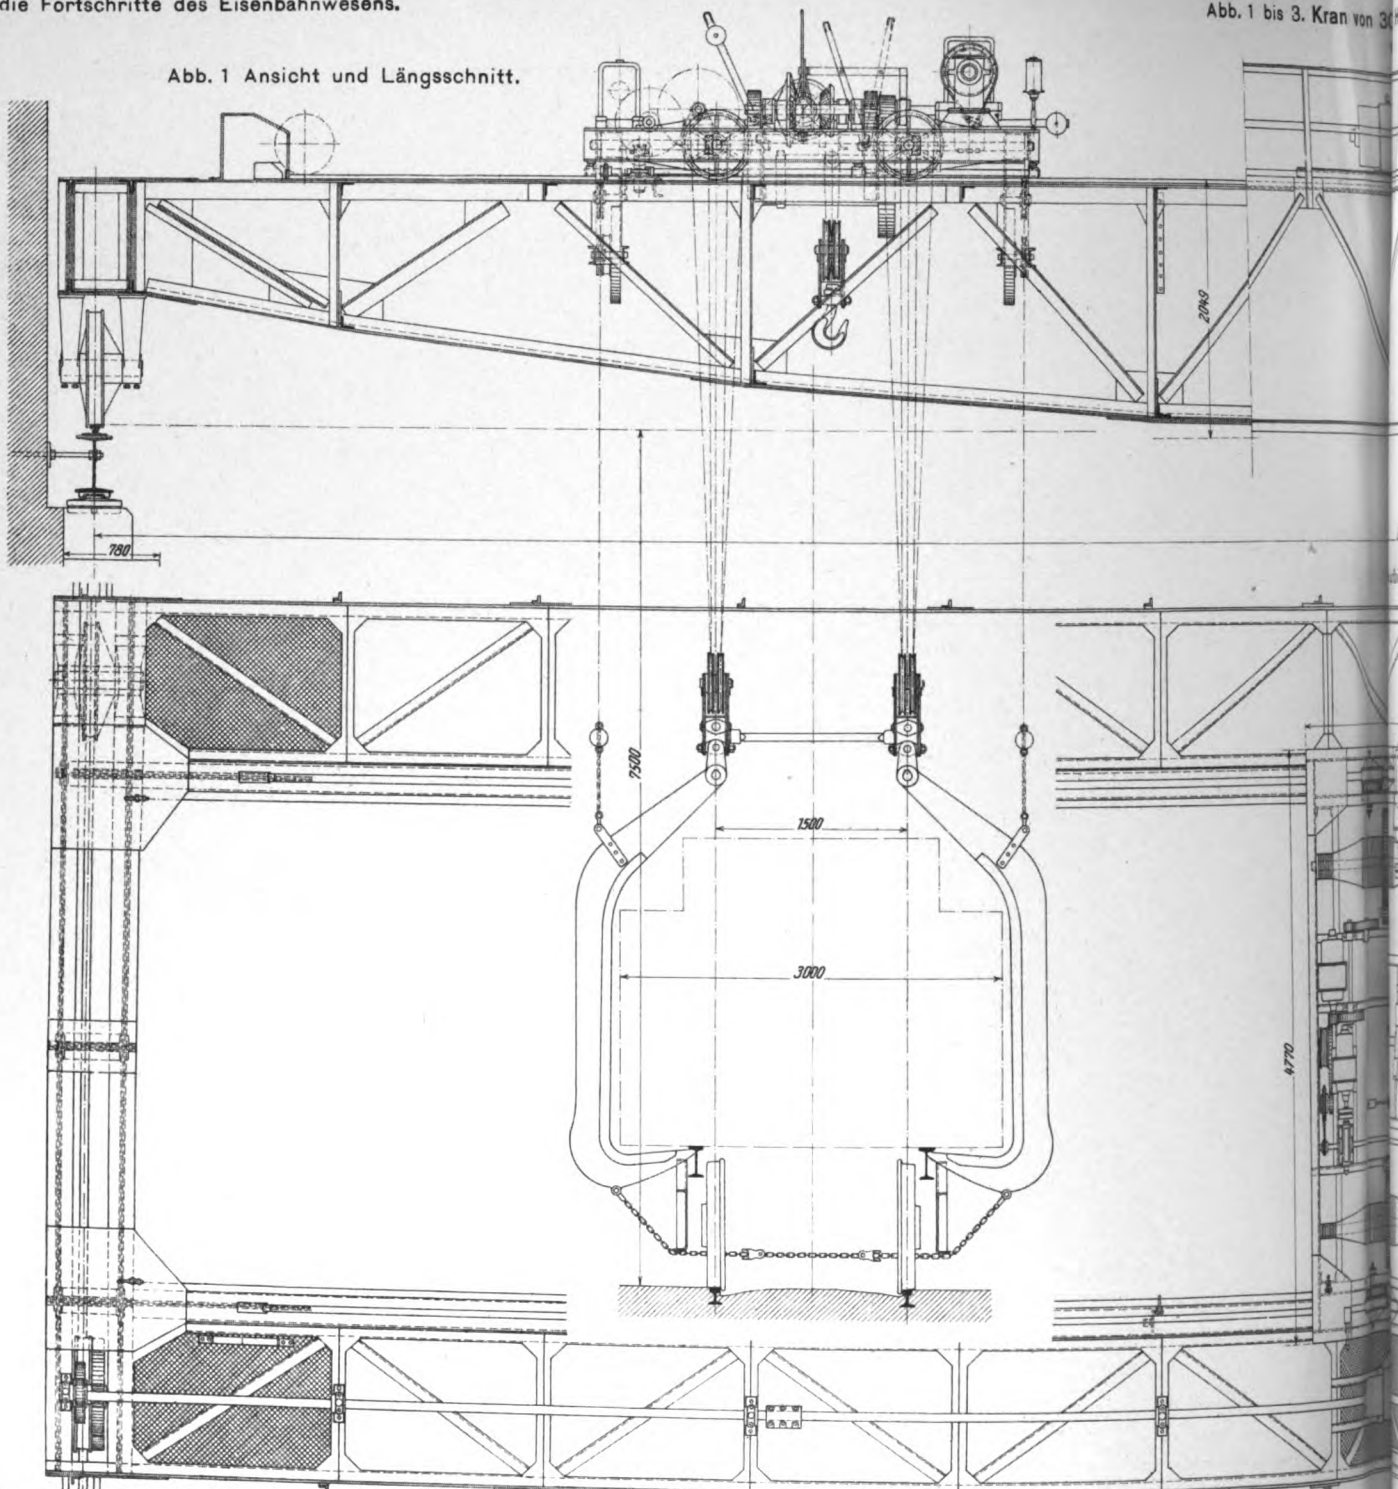 die Fortschritte des Eisenbahnwesens.
Abb. 1 bis 3. Kran von 30
Abb. 1 Ansicht und Längsschnitt.
2049
780
7500
1500
3000
4770